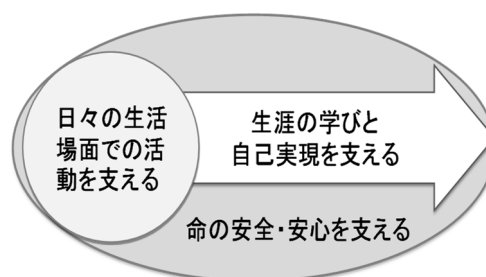 日々の生活
場面での活
動を支える
生涯の学びと
自己実現を支える
命の安全・安心を支える